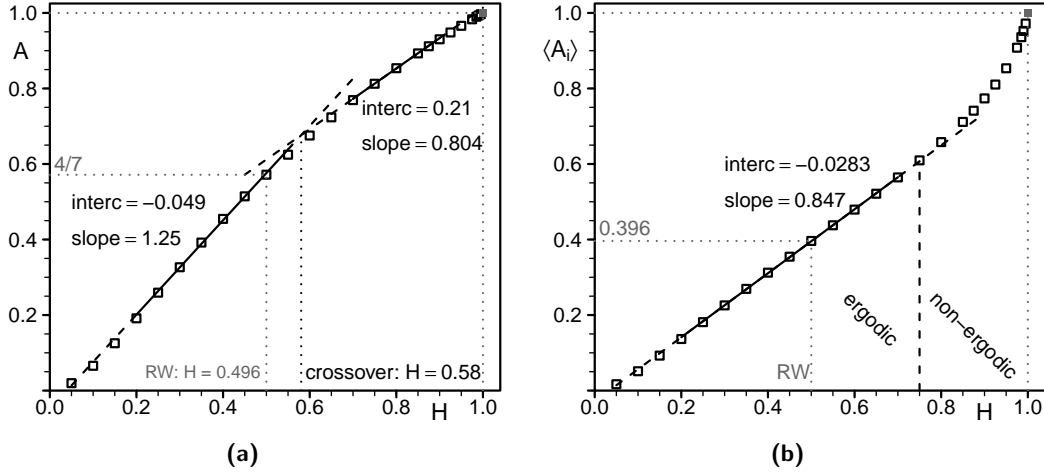 1.0
A
0.8
0.6
0.4
0.2
4/7
interc = 0.21
slope = 0.804
interc = −0.049
slope = 1.25
RW: H = 0.496
crossover: H = 0.58
0.0 0.2 0.4 0.6 0.8 H 1.0
(a)
1.0
⟨Ai⟩
0.8
0.6
0.4
0.2
interc = −0.0283
slope = 0.847
0.396
ergodic
non−ergodic
RW
0.0 0.2 0.4 0.6 0.8 H 1.0
(b)